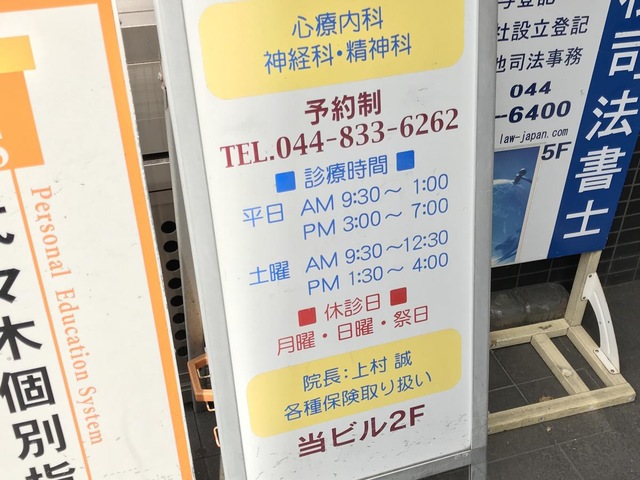 心療内科
神経科・精神科
予約制
TEL.044-833-6262
■ 診療時間 ■
平日 AM 9:30～ 1:00
PM 3:00～ 7:00
土曜 AM 9:30～12:30
PM 1:30～ 4:00
■ 休診日 ■
月曜・日曜・祭日
院長:上村 誠
各種保険取り扱い
当ビル2F
Personal Education System
木個別指
社設立登記
司法事務
044
-6400
law-japan.com
5F
司法書士